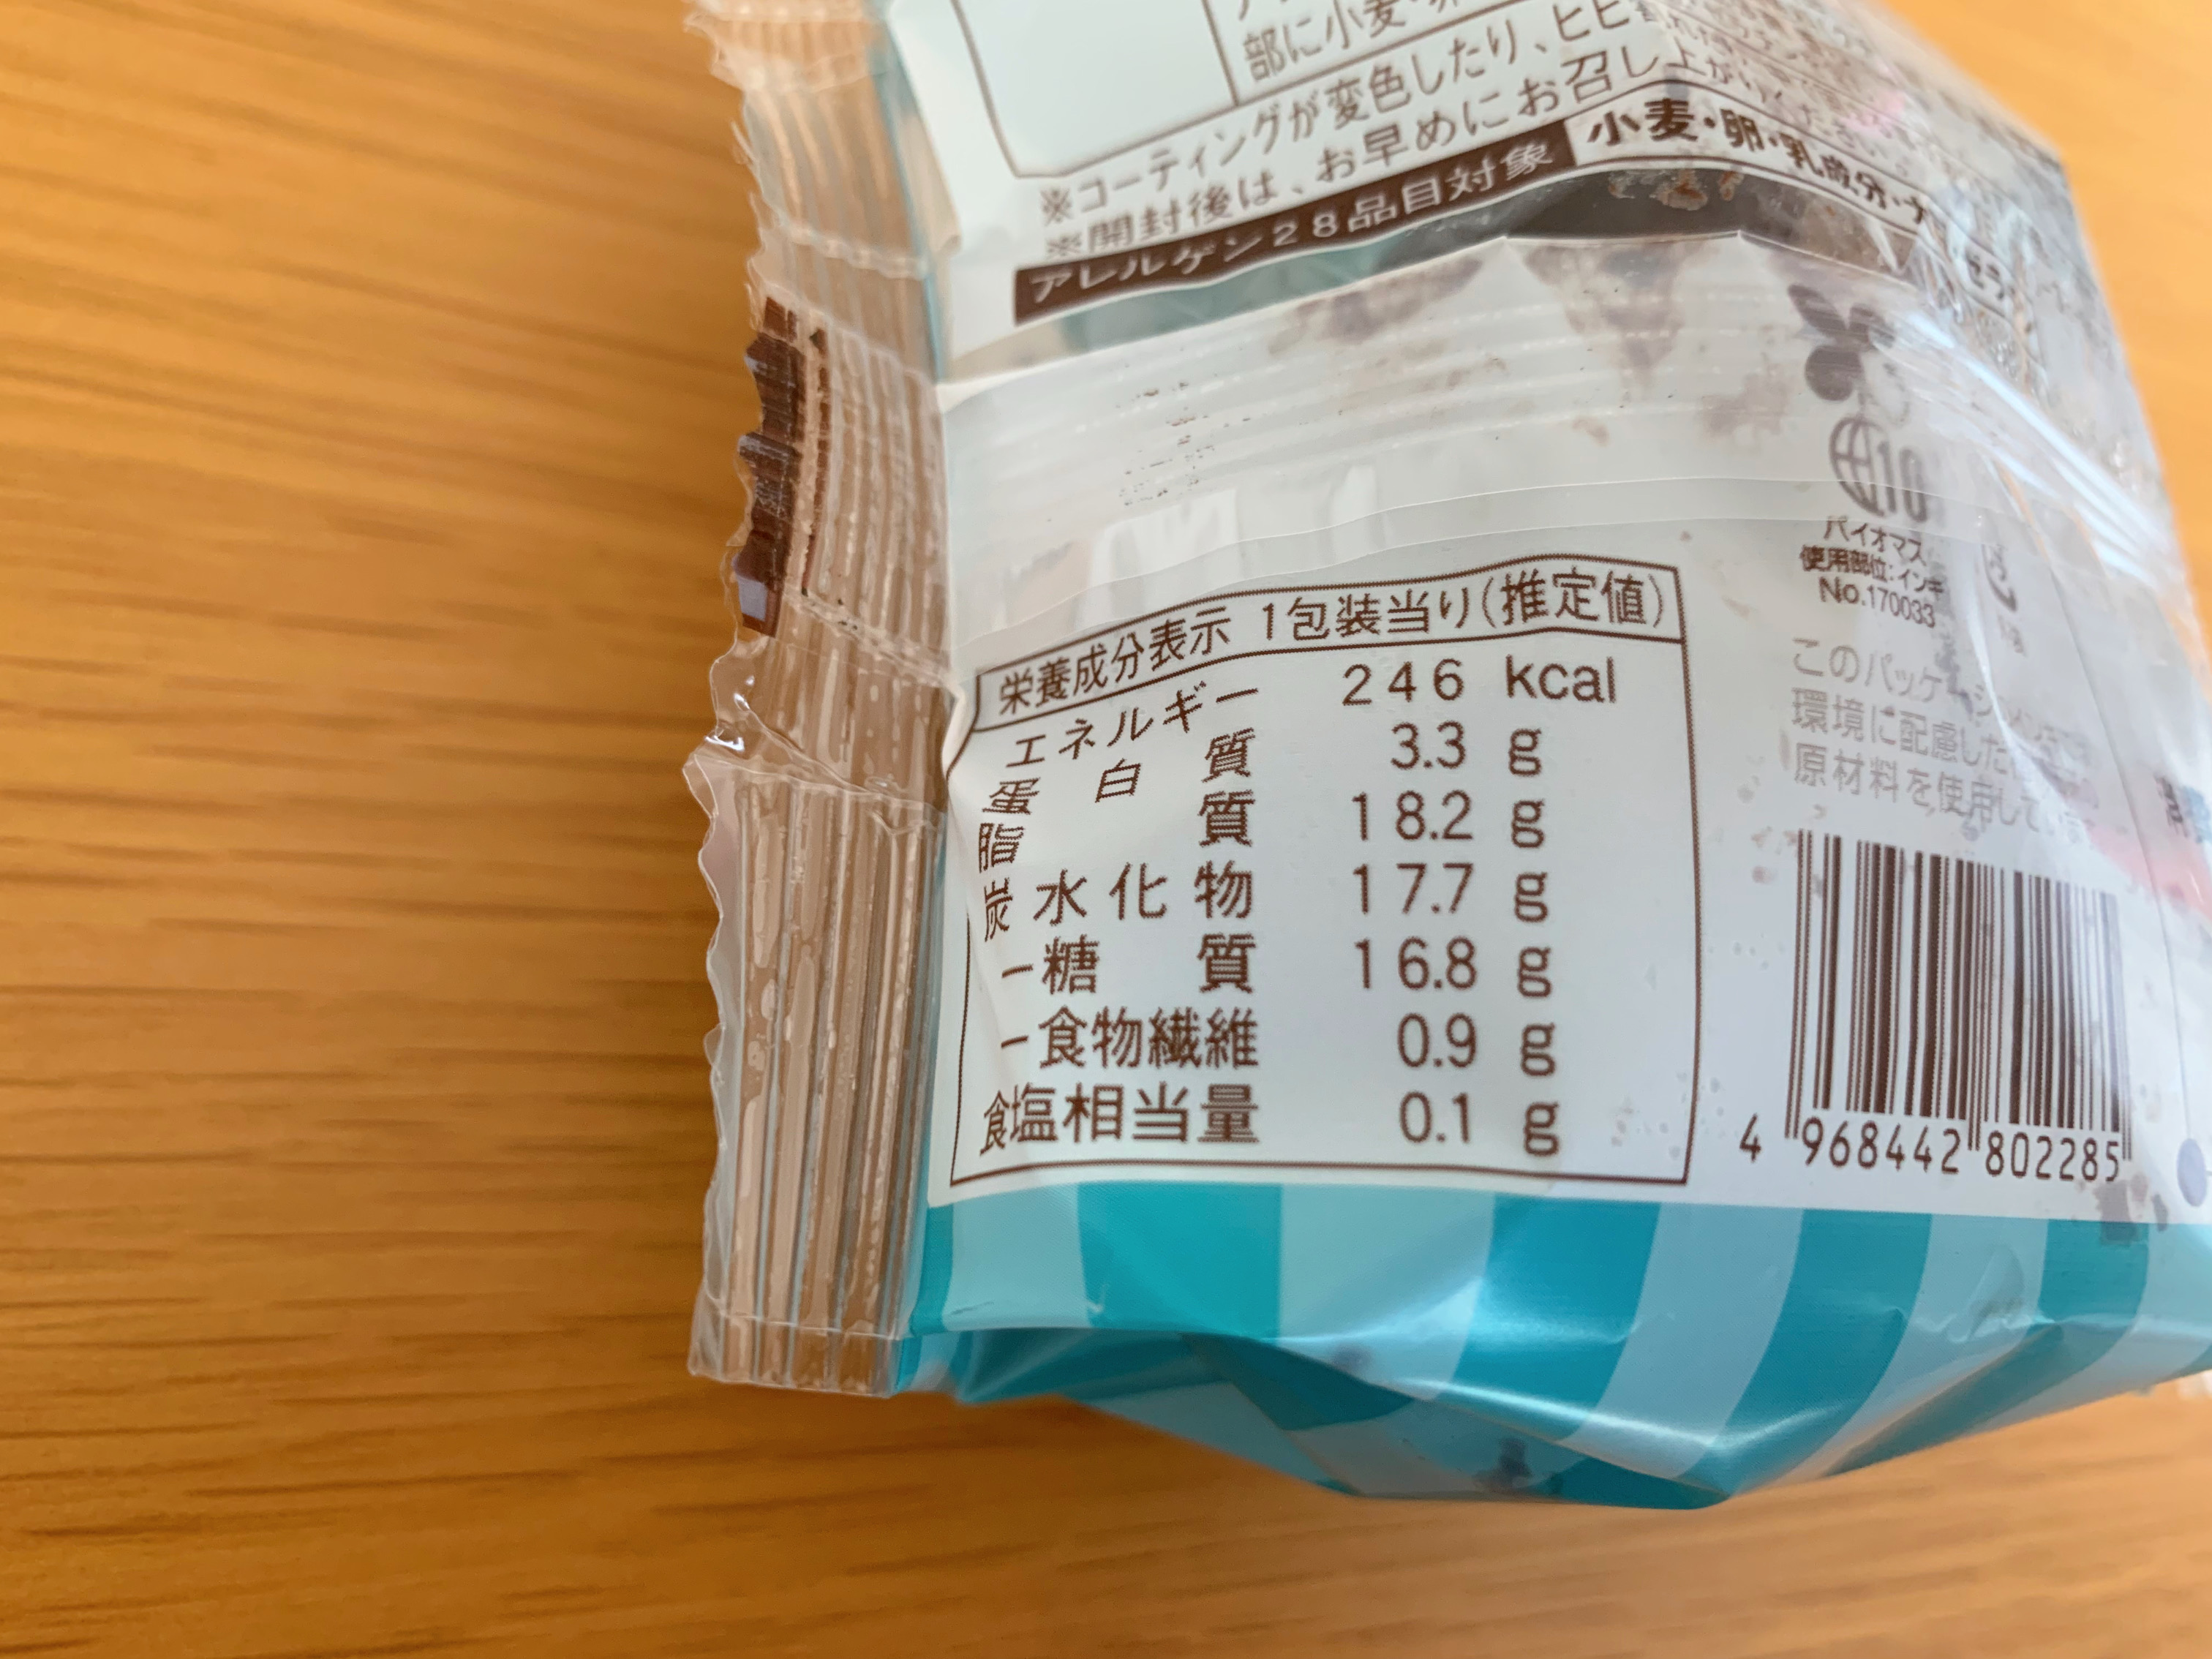 部に小麦・
※コーティングが変色したり、ヒビ
※開封後は、お早めにお召し上がりください
アレルゲン28品目対象 小麦・卵・乳成分・
10
バイオマス
使用部位:インキ
No.170033
このパッケージ
環境に配慮した
原材料を使用してい
栄養成分表示 1包装当り(推定値)
エネルギー 246 kcal
蛋白質 3.3 g
脂質 18.2 g
炭水化物 17.7 g
－糖質 16.8 g
－食物繊維 0.9 g
食塩相当量 0.1 g
4 968442 802285